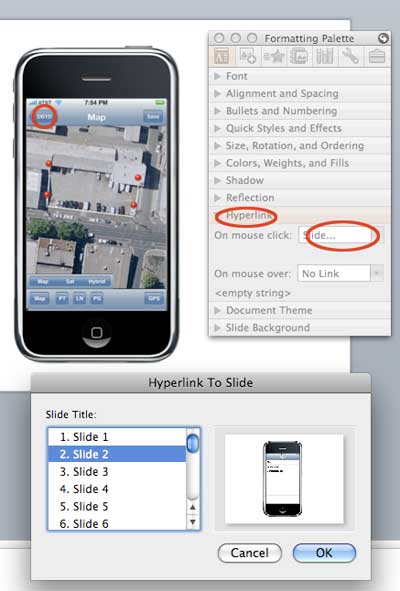 Formatting Palette
Font
Alignment and Spacing
Bullets and Numbering
Quick Styles and Effects
Size, Rotation, and Ordering
Colors, Weights, and Fills
Shadow
Reflection
Hyperlink
On mouse click: Slide...
On mouse over: No Link
<empty string>
Document Theme
Slide Background
AT&T 7:54 PM
Map Save
Map Sat Hybrid
Map PT LN PG GPS
Hyperlink To Slide
Slide Title:
1. Slide 1
2. Slide 2
3. Slide 3
4. Slide 4
5. Slide 5
6. Slide 6
Cancel OK